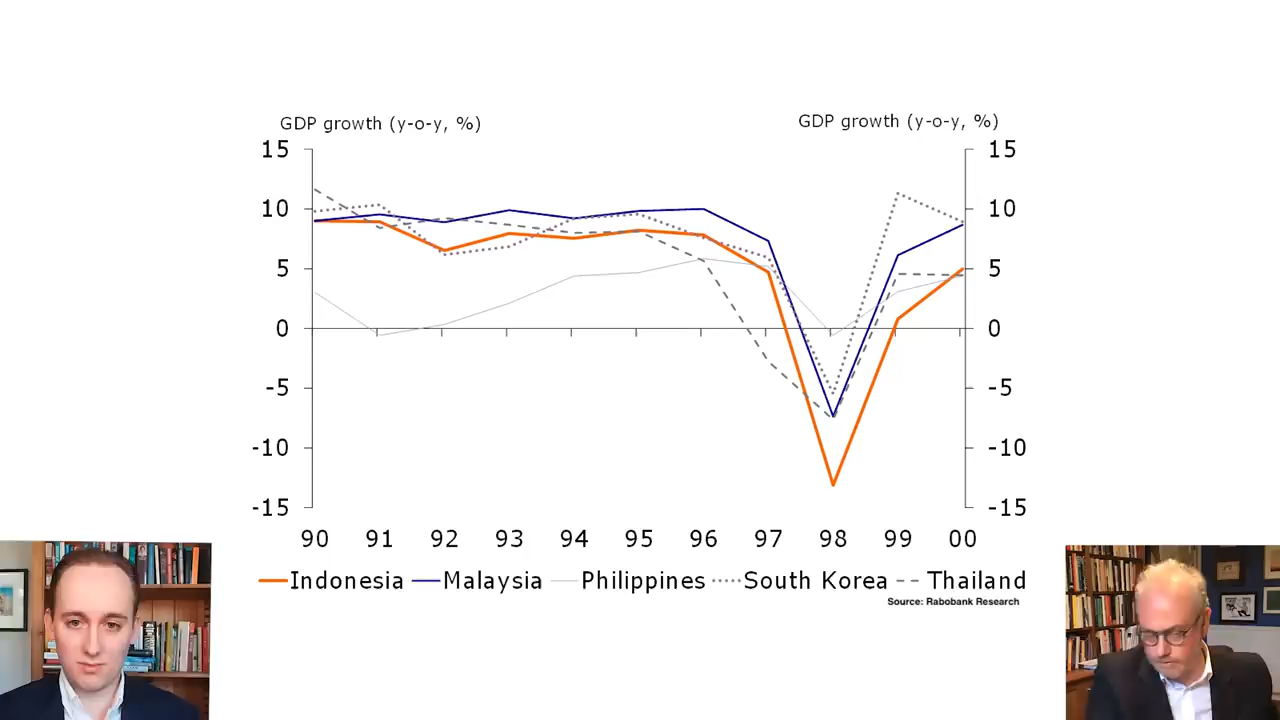 GDP growth (y-o-y, %) GDP growth (y-o-y, %)
15 15
10 10
5 5
0 0
-5 -5
-10 -10
-15 -15
90 91 92 93 94 95 96 97 98 99 00
Indonesia Malaysia Philippines South Korea Thailand
Source: Rabobank Research